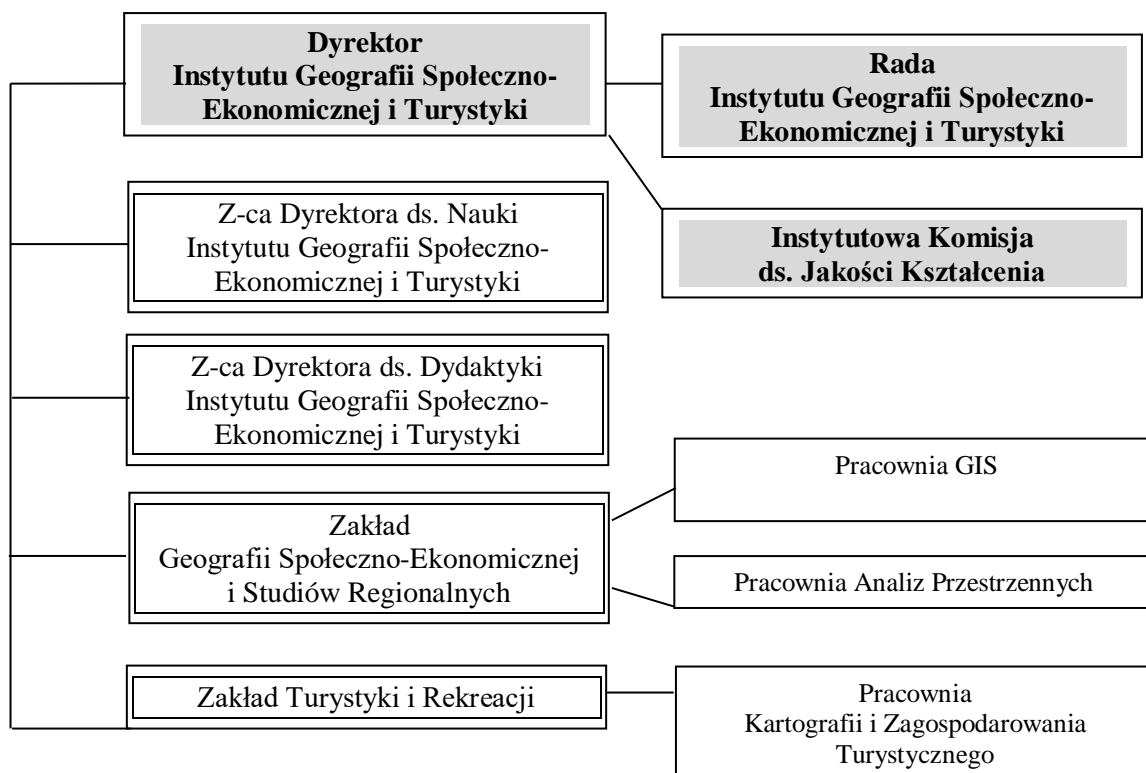 Dyrektor
Instytutu Geografii Społeczno-
Ekonomicznej i Turystyki
Rada
Instytutu Geografii Społeczno-
Ekonomicznej i Turystyki
Z-ca Dyrektora ds. Nauki
Instytutu Geografii Społeczno-
Ekonomicznej i Turystyki
Instytutowa Komisja
ds. Jakości Kształcenia
Z-ca Dyrektora ds. Dydaktyki
Instytutu Geografii Społeczno-
Ekonomicznej i Turystyki
Zakład
Geografii Społeczno-Ekonomicznej
i Studiów Regionalnych
Pracownia GIS
Pracownia Analiz Przestrzennych
Zakład Turystyki i Rekreacji
Pracownia
Kartografii i Zagospodarowania
Turystycznego